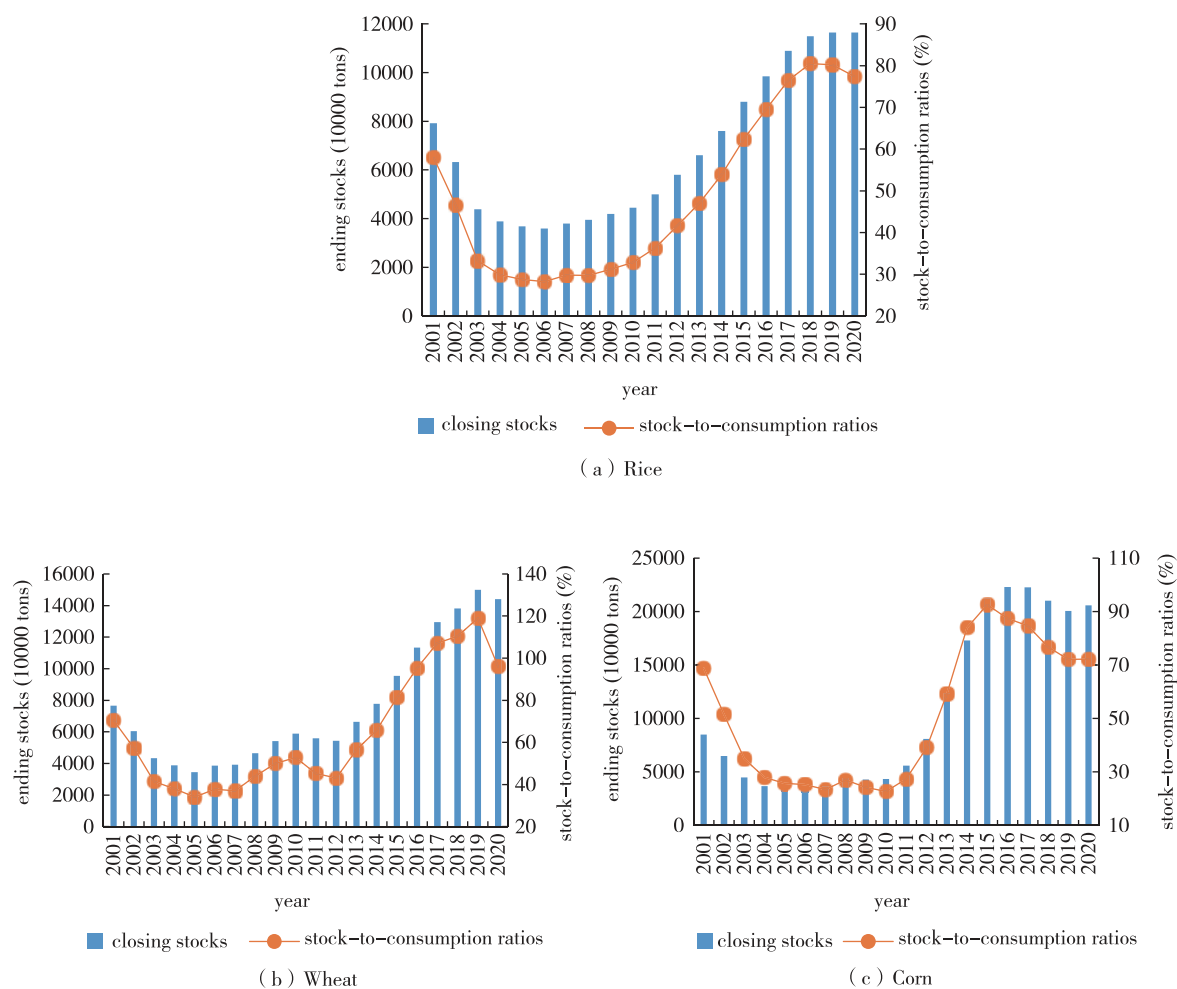 12000
10000
8000
6000
4000
2000
0
ending stocks (10000 tons)
90
80
70
60
50
40
30
20
stock-to-consumption ratios (%)
2001 2002 2003 2004 2005 2006 2007 2008 2009 2010 2011 2012 2013 2014 2015 2016 2017 2018 2019 2020
year
closing stocks stock-to-consumption ratios
( a ) Rice
16000
14000
12000
10000
8000
6000
4000
2000
0
ending stocks (10000 tons)
140
120
100
80
60
40
20
stock-to-consumption ratios (%)
2001 2002 2003 2004 2005 2006 2007 2008 2009 2010 2011 2012 2013 2014 2015 2016 2017 2018 2019 2020
year
closing stocks stock-to-consumption ratios
( b ) Wheat
25000
20000
15000
10000
5000
0
ending stocks (10000 tons)
110
90
70
50
30
10
stock-to-consumption ratios (%)
2001 2002 2003 2004 2005 2006 2007 2008 2009 2010 2011 2012 2013 2014 2015 2016 2017 2018 2019 2020
year
closing stocks stock-to-consumption ratios
( c ) Corn